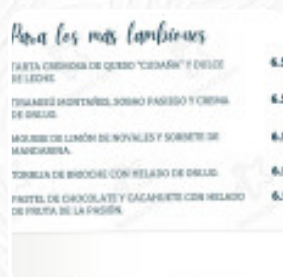 Para los más lambiones
TARTA CREMOSA DE QUESO "CUDAÑA" Y DULCE
DE LECHE.
TIRAMISÚ MONTAÑÉS, SOBAO PASIEGO Y CREMA
DE ORUJO.
MOUSSE DE LIMÓN DE NOVALES Y SORBETE DE
MANDARINA.
TORRIJA DE BRIOCHE CON HELADO DE ORUJO.
PASTEL DE CHOCOLATE Y CACAHUETE CON HELADO
DE FRUTA DE LA PASIÓN.